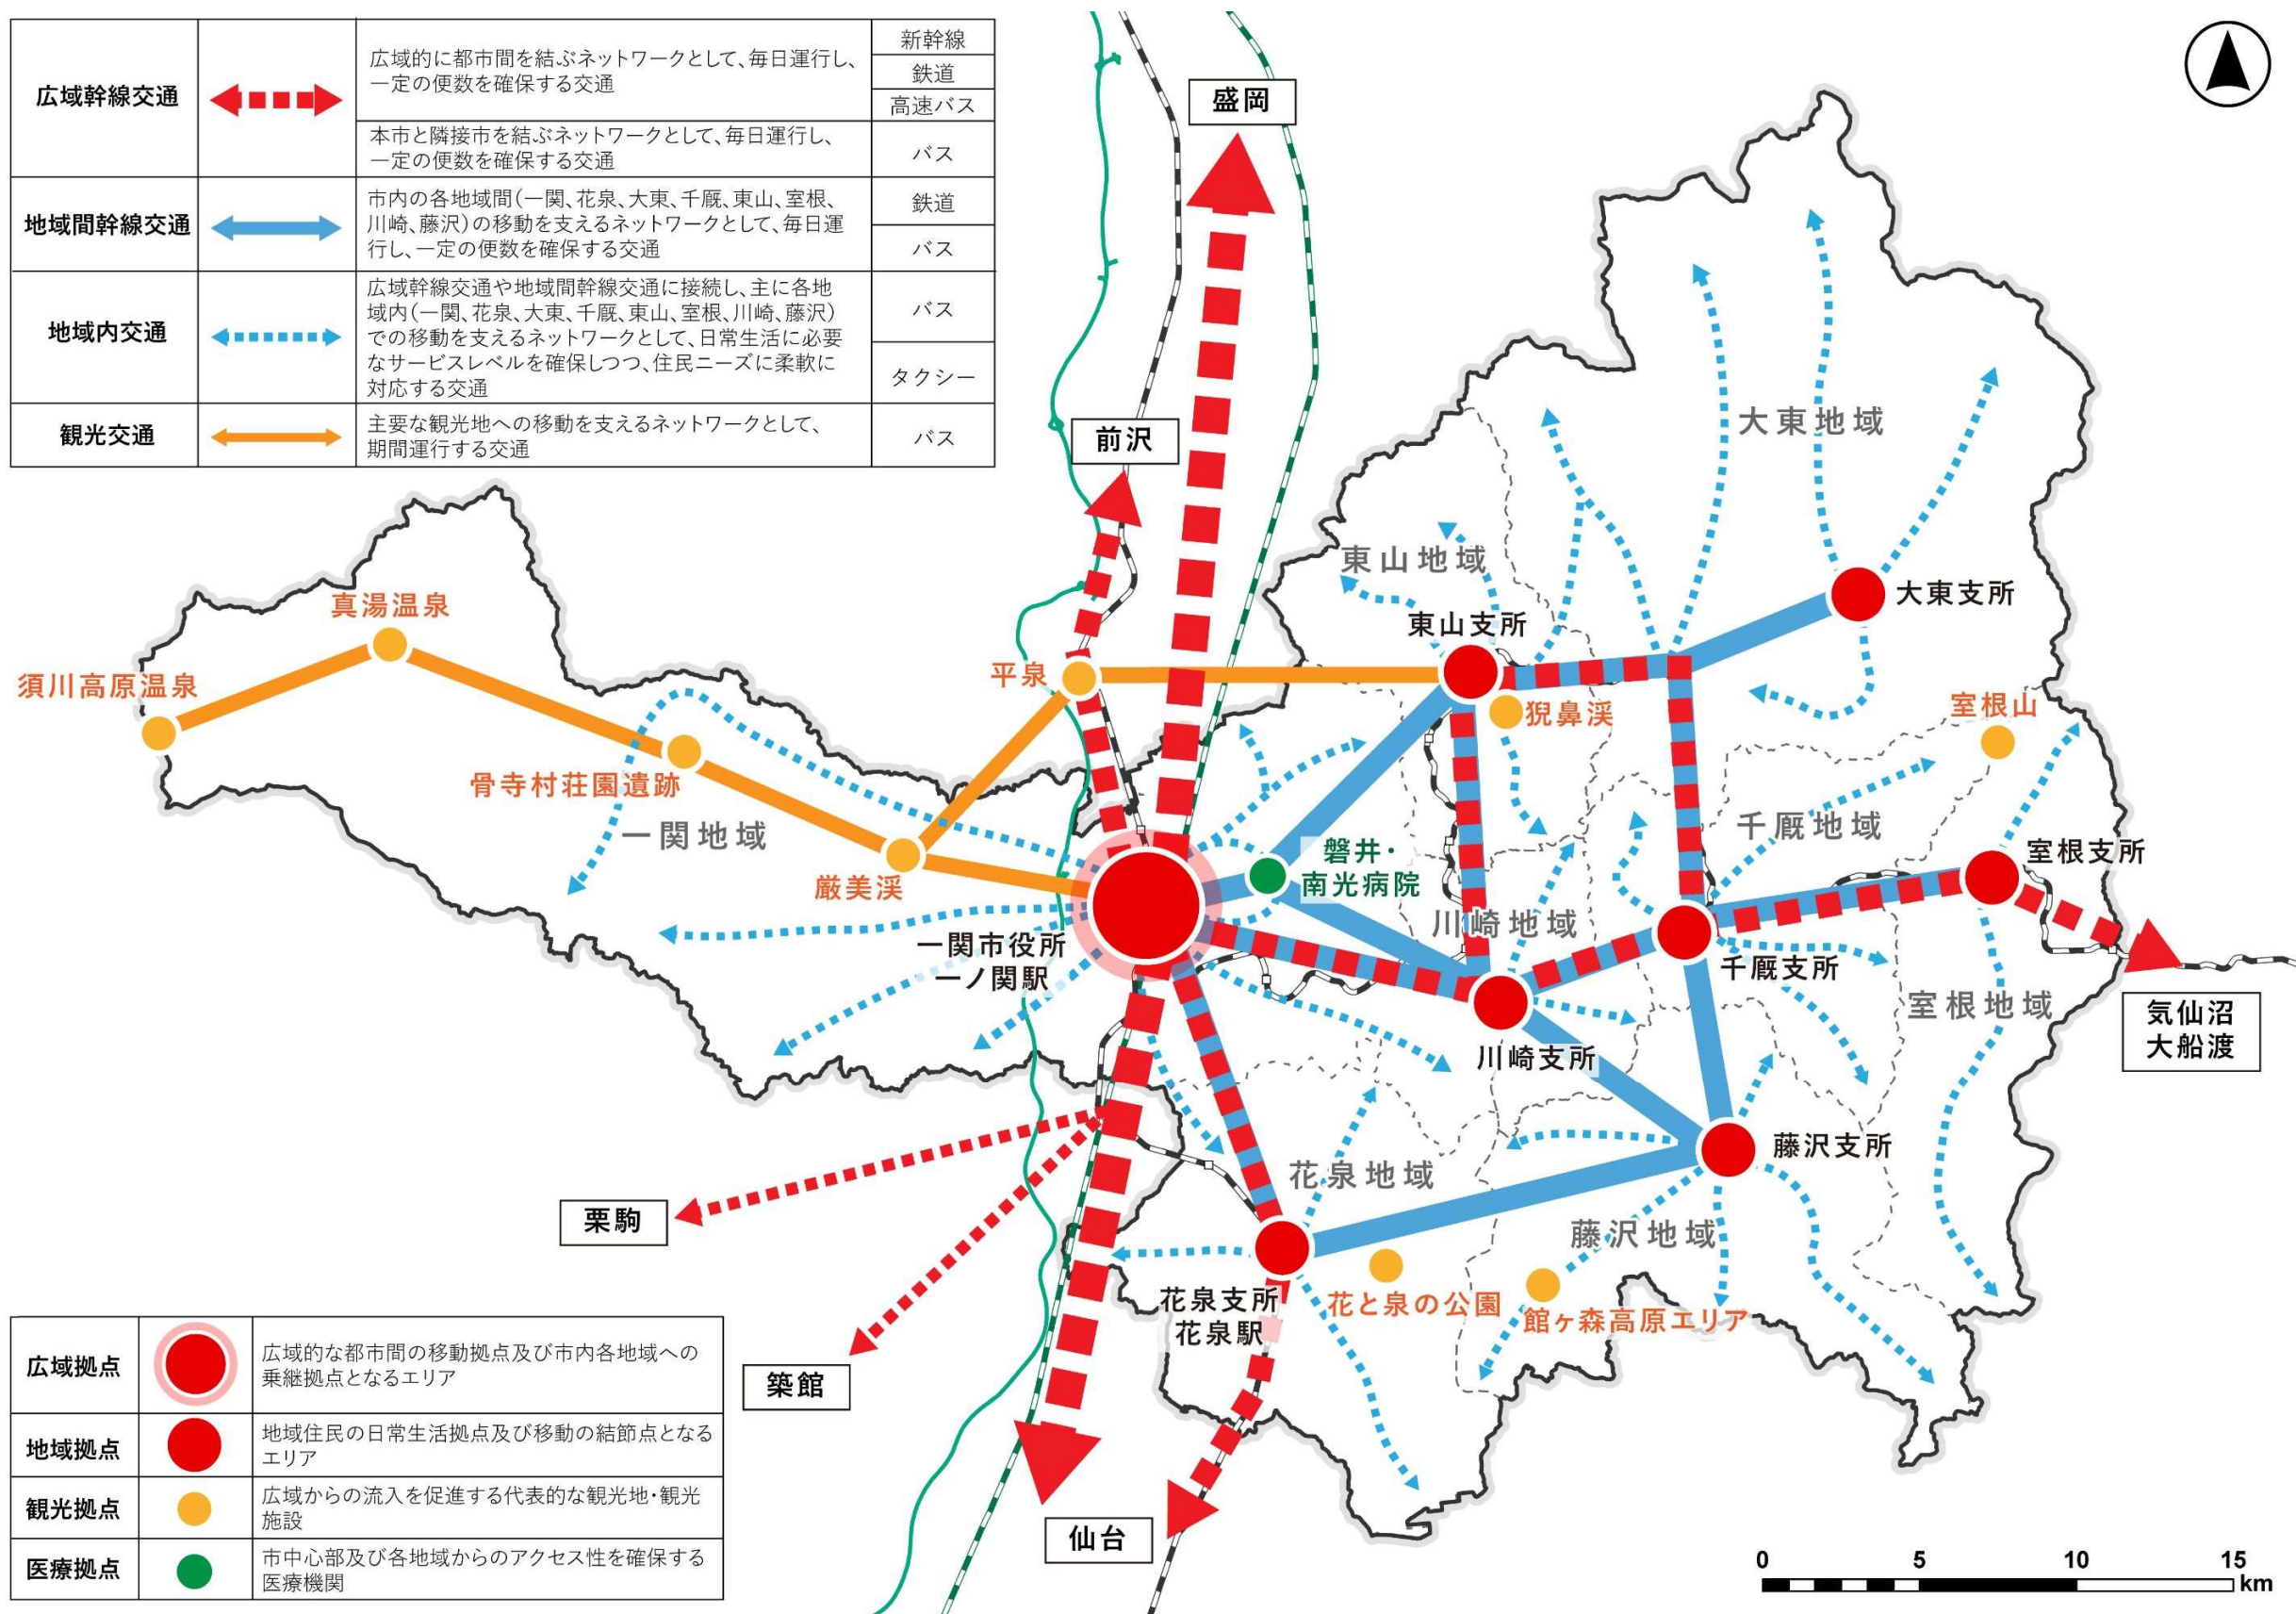 広域幹線交通
広域的に都市間を結ぶネットワークとして、毎日運行し、
一定の便数を確保する交通
新幹線
鉄道
高速バス
本市と隣接市を結ぶネットワークとして、毎日運行し、
一定の便数を確保する交通
バス
地域間幹線交通
市内の各地域間(一関、花泉、大東、千厩、東山、室根、
川崎、藤沢)の移動を支えるネットワークとして、毎日運
行し、一定の便数を確保する交通
鉄道
バス
地域内交通
広域幹線交通や地域間幹線交通に接続し、主に各地
域内(一関、花泉、大東、千厩、東山、室根、川崎、藤沢)
での移動を支えるネットワークとして、日常生活に必要
なサービスレベルを確保しつつ、住民ニーズに柔軟に
対応する交通
バス
タクシー
観光交通
主要な観光地への移動を支えるネットワークとして、
期間運行する交通
バス
盛岡
前沢
大東地域
東山地域
大東支所
東山支所
真湯温泉
須川高原温泉
平泉
猊鼻渓
室根山
骨寺村荘園遺跡
一関地域
千厩地域
磐井・
南光病院
室根支所
厳美渓
川崎地域
一関市役所
一ノ関駅
千厩支所
室根地域
気仙沼
大船渡
川崎支所
藤沢支所
花泉地域
栗駒
藤沢地域
花泉支所
花泉駅
花と泉の公園
館ヶ森高原エリア
築館
仙台
広域拠点
広域的な都市間の移動拠点及び市内各地域への
乗継拠点となるエリア
地域拠点
地域住民の日常生活拠点及び移動の結節点となる
エリア
観光拠点
広域からの流入を促進する代表的な観光地・観光
施設
医療拠点
市中心部及び各地域からのアクセス性を確保する
医療機関
0 5 10 15
km